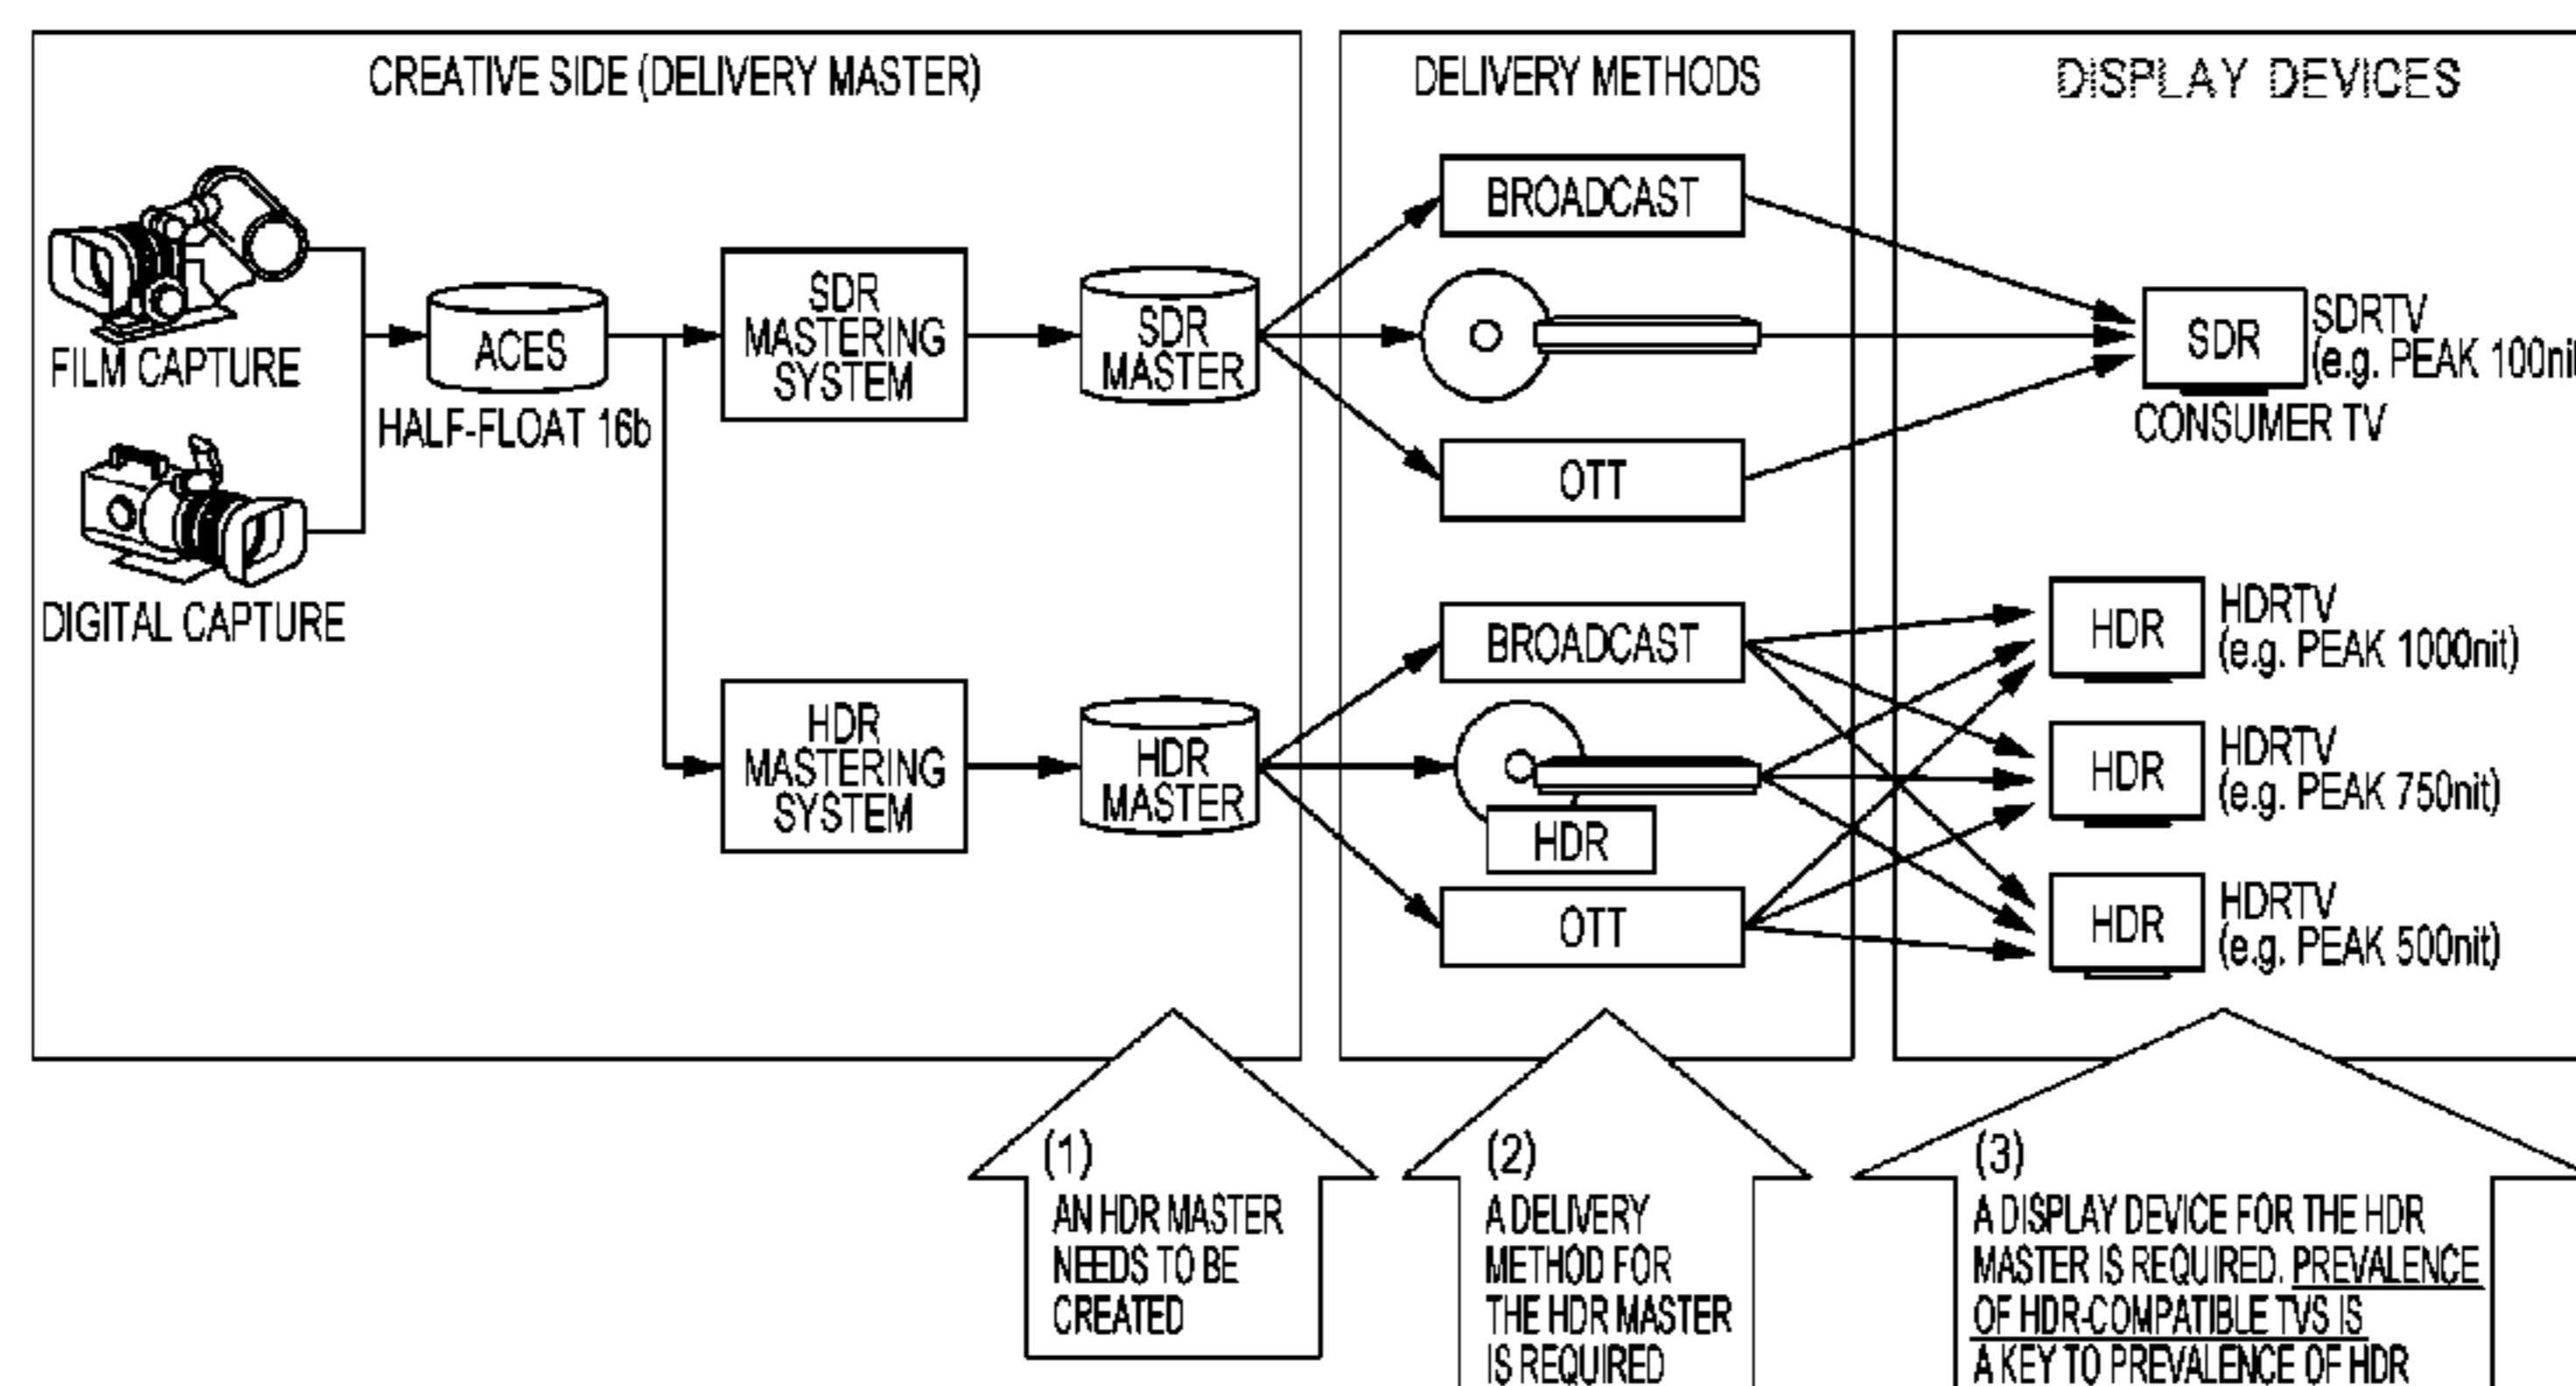 CREATIVE SIDE (DELIVERY MASTER)
FILM CAPTURE
DIGITAL CAPTURE
ACES
HALF-FLOAT 16b
SDR
MASTERING
SYSTEM
SDR
MASTER
HDR
MASTERING
SYSTEM
HDR
MASTER
DELIVERY METHODS
BROADCAST
OTT
BROADCAST
HDR
OTT
DISPLAY DEVICES
SDR
SDRTV
(e.g. PEAK 100nit
CONSUMER TV
HDR
HDRTV
(e.g. PEAK 1000nit)
HDR
HDRTV
(e.g. PEAK 750nit)
HDR
HDRTV
(e.g. PEAK 500nit)
(1)
AN HDR MASTER
NEEDS TO BE
CREATED
(2)
A DELIVERY
METHOD FOR
THE HDR MASTER
IS REQUIRED
(3)
A DISPLAY DEVICE FOR THE HDR
MASTER IS REQUIRED. PREVALENCE
OF HDR-COMPATIBLE TVS IS
A KEY TO PREVALENCE OF HDR